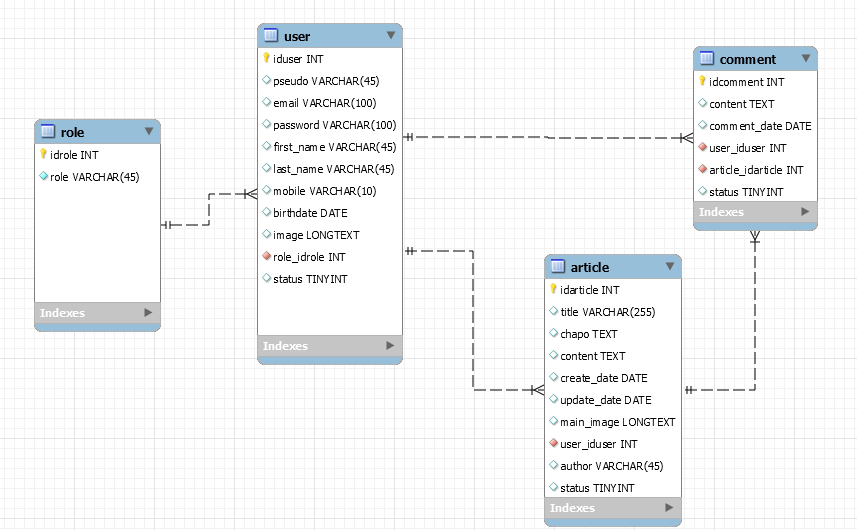 role
idrole INT
role VARCHAR(45)
Indexes
user
iduser INT
pseudo VARCHAR(45)
email VARCHAR(100)
password VARCHAR(100)
first_name VARCHAR(45)
last_name VARCHAR(45)
mobile VARCHAR(10)
birthdate DATE
image LONGTEXT
role_idrole INT
status TINYINT
Indexes
article
idarticle INT
title VARCHAR(255)
chapo TEXT
content TEXT
create_date DATE
update_date DATE
main_image LONGTEXT
user_iduser INT
author VARCHAR(45)
status TINYINT
Indexes
comment
idcomment INT
content TEXT
comment_date DATE
user_iduser INT
article_idarticle INT
status TINYINT
Indexes